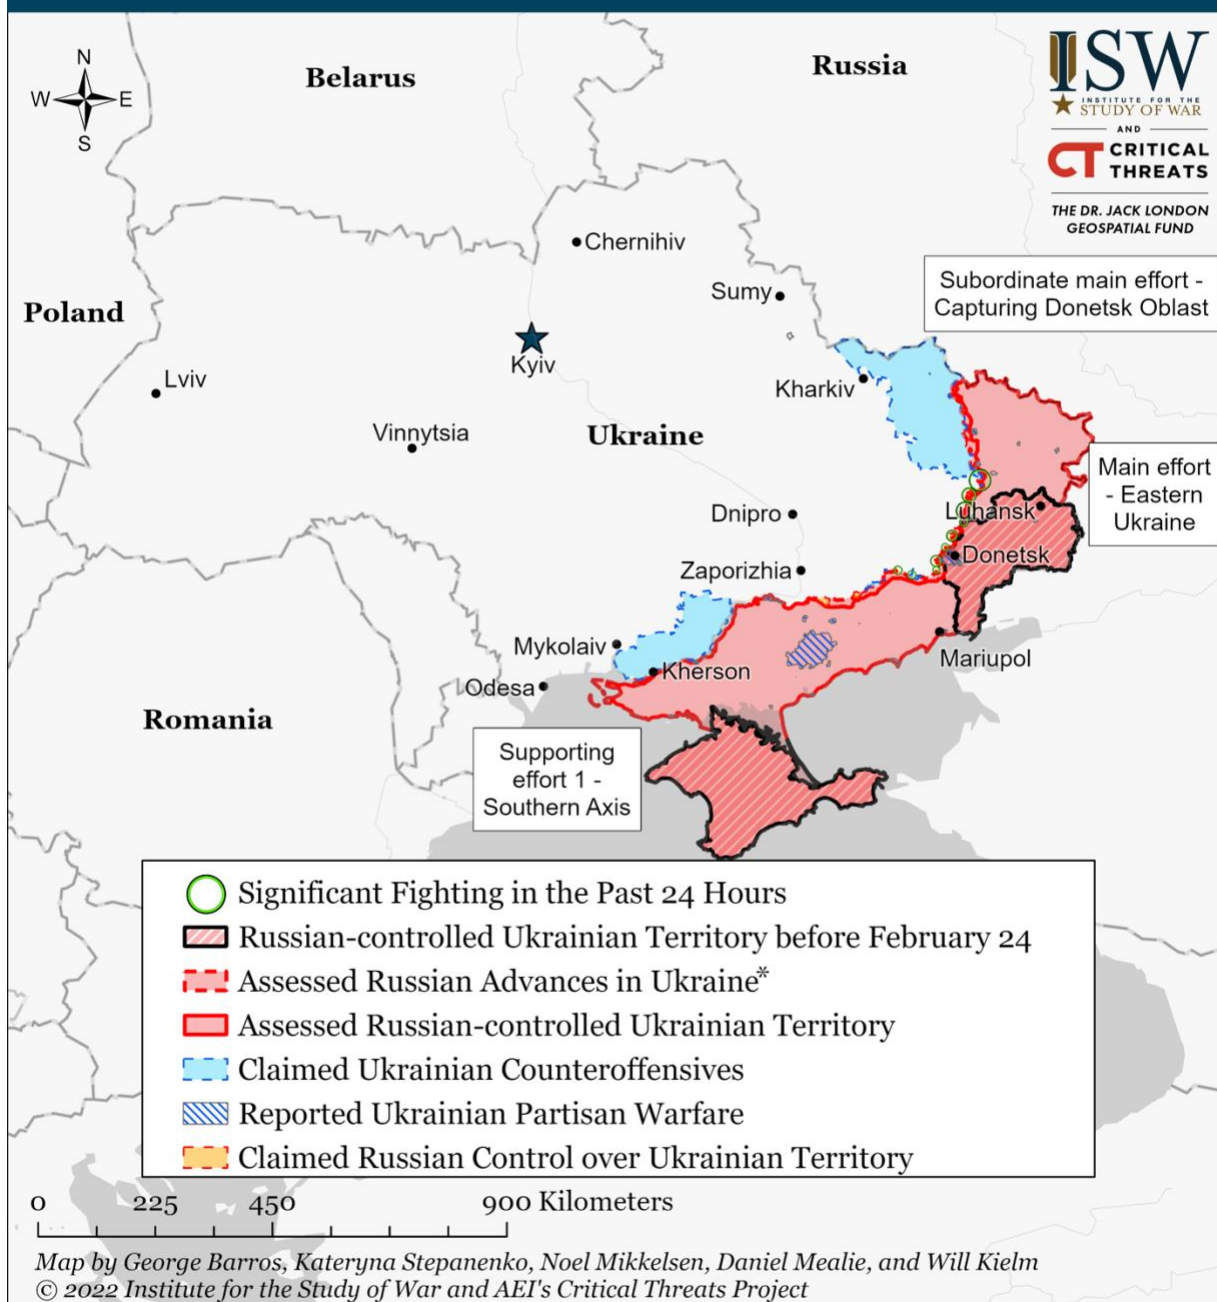 N
W E
S
Belarus
Russia
ISW
INSTITUTE FOR THE
STUDY OF WAR
AND
CT CRITICAL
THREATS
THE DR. JACK LONDON
GEOSPATIAL FUND
Chernihiv
Subordinate main effort -
Capturing Donetsk Oblast
Sumy
Poland
Kyiv
Lviv
Kharkiv
Vinnytsia
Ukraine
Main effort
- Eastern
Ukraine
Dnipro
Luhansk
Donetsk
Zaporizhia
Mykolaiv
Mariupol
Kherson
Odesa
Romania
Supporting
effort 1 -
Southern Axis
Significant Fighting in the Past 24 Hours
Russian-controlled Ukrainian Territory before February 24
Assessed Russian Advances in Ukraine*
Assessed Russian-controlled Ukrainian Territory
Claimed Ukrainian Counteroffensives
Reported Ukrainian Partisan Warfare
Claimed Russian Control over Ukrainian Territory
0 225 450 900 Kilometers
Map by George Barros, Kateryna Stepanenko, Noel Mikkelsen, Daniel Mealie, and Will Kielm
© 2022 Institute for the Study of War and AEI's Critical Threats Project